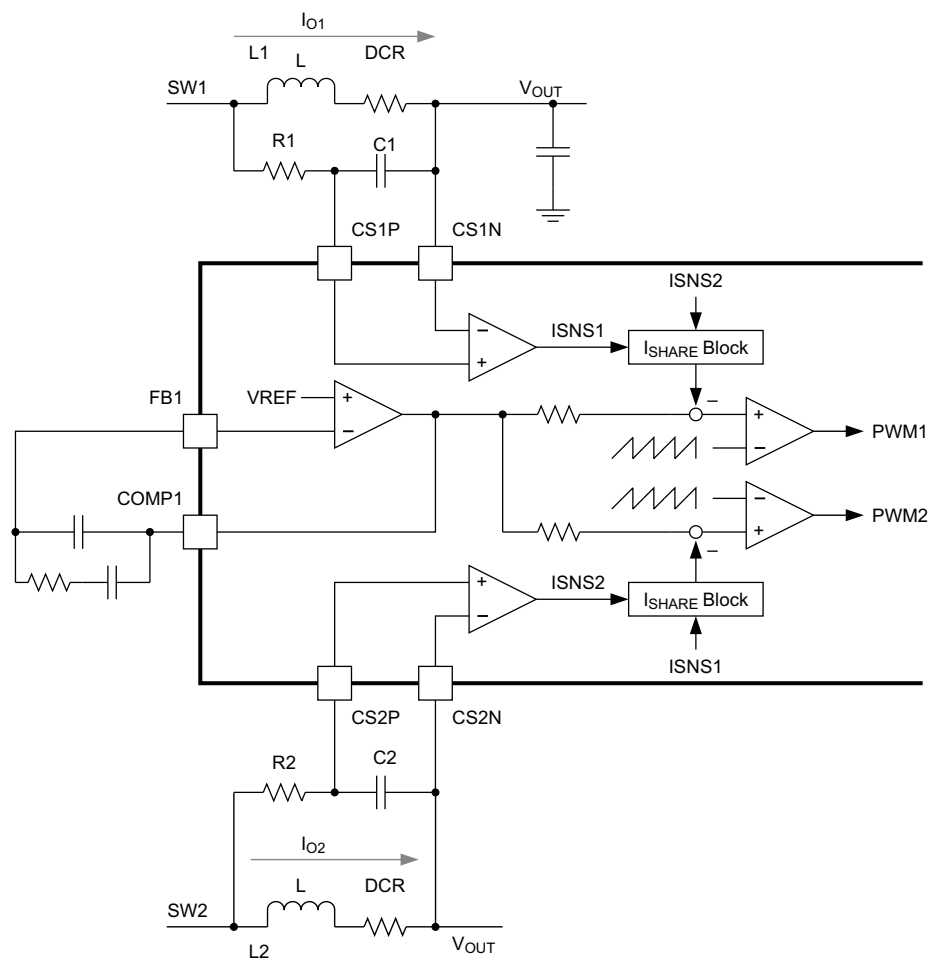 IO1
L1
L
DCR
SW1
VOUT
R1
C1
CS1P
CS1N
ISNS2
ISNS1
ISHARE Block
FB1
VREF
+
−
−
+
−
+
−
PWM1
COMP1
−
+
PWM2
−
+
−
ISNS2
ISHARE Block
ISNS1
CS2P
CS2N
R2
C2
IO2
L
DCR
SW2
L2
VOUT